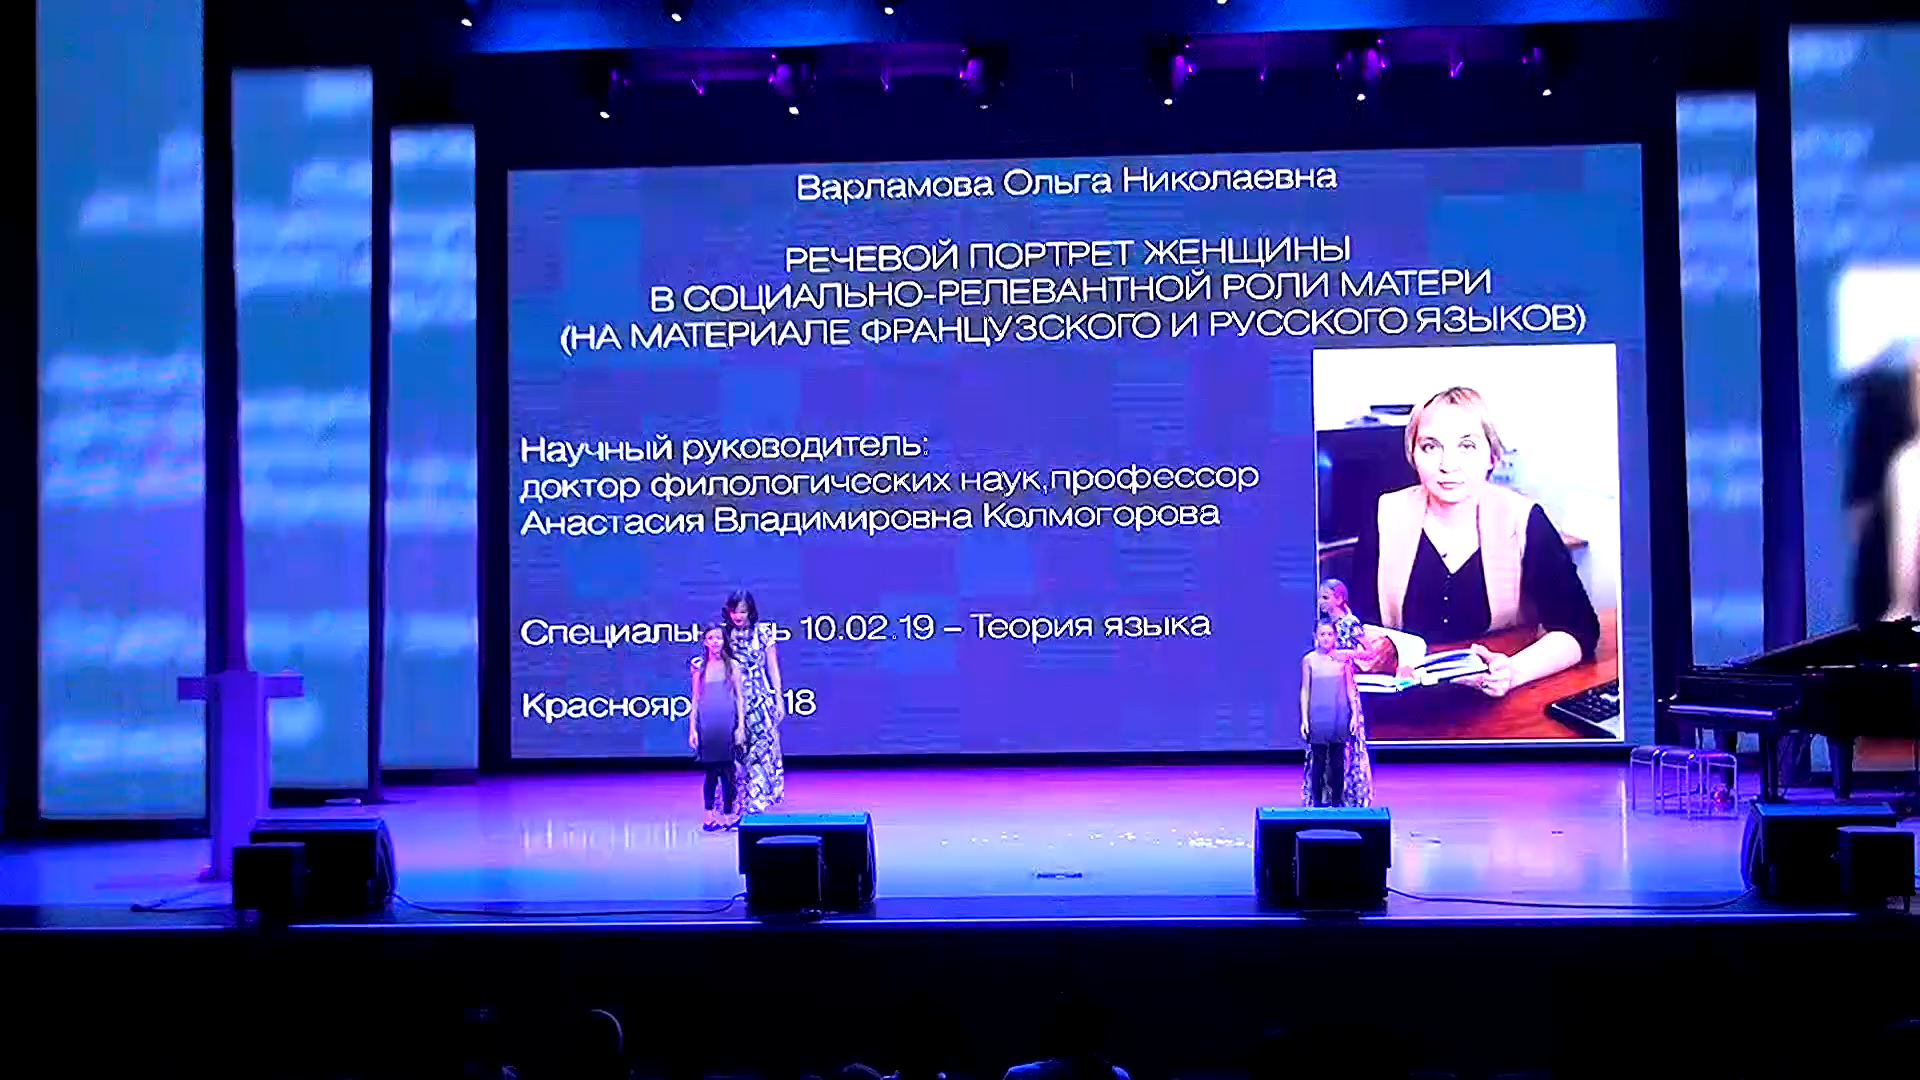 Варламова Ольга Николаевна
РЕЧЕВОЙ ПОРТРЕТ ЖЕНЩИНЫ
В СОЦИАЛЬНО-РЕЛЕВАНТНОЙ РОЛИ МАТЕРИ
(НА МАТЕРИАЛЕ ФРАНЦУЗСКОГО И РУССКОГО ЯЗЫКОВ)
Научный руководитель:
доктор филологических наук,профессор
Анастасия Владимировна Колмогорова
10.02.19 – Теория языка
18